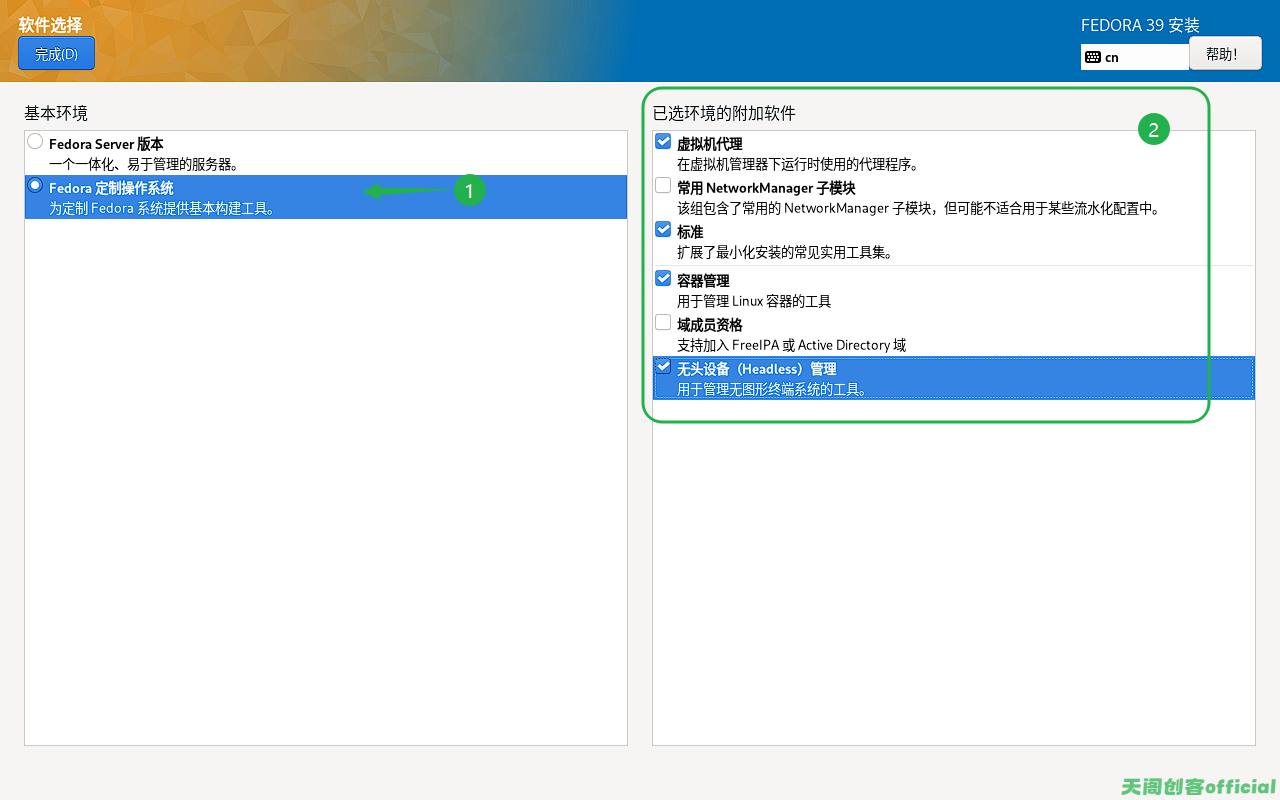 软件选择
完成(D)
FEDORA 39 安装
cn
帮助！
基本环境
Fedora Server 版本
一个一体化、易于管理的服务器。
Fedora 定制操作系统
为定制 Fedora 系统提供基本构建工具。
1
已选环境的附加软件
2
虚拟机代理
在虚拟机管理器下运行时使用的代理程序。
常用 NetworkManager 子模块
该组包含了常用的 NetworkManager 子模块，但可能不适合用于某些流水化配置中。
标准
扩展了最小化安装的常见实用工具集。
容器管理
用于管理 Linux 容器的工具
域成员资格
支持加入 FreeIPA 或 Active Directory 域
无头设备（Headless）管理
用于管理无图形终端系统的工具。
天阁创客official